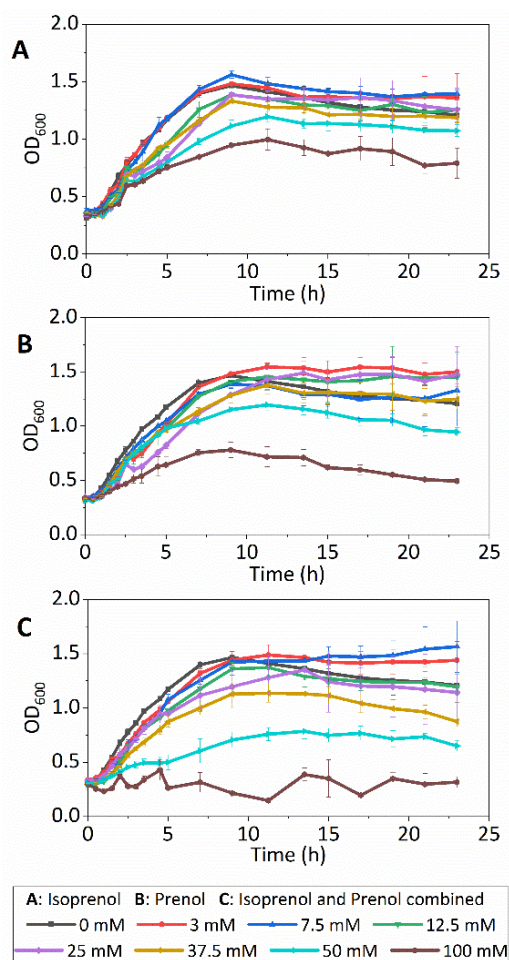 A
2.0
1.5
1.0
0.5
0.0
OD600
0 5 10 15 20 25
Time (h)
B
2.0
1.5
1.0
0.5
0.0
OD600
0 5 10 15 20 25
Time (h)
C
2.0
1.5
1.0
0.5
0.0
OD600
0 5 10 15 20 25
Time (h)
A: Isoprenol B: Prenol C: Isoprenol and Prenol combined
0 mM 3 mM 7.5 mM 12.5 mM
25 mM 37.5 mM 50 mM 100 mM